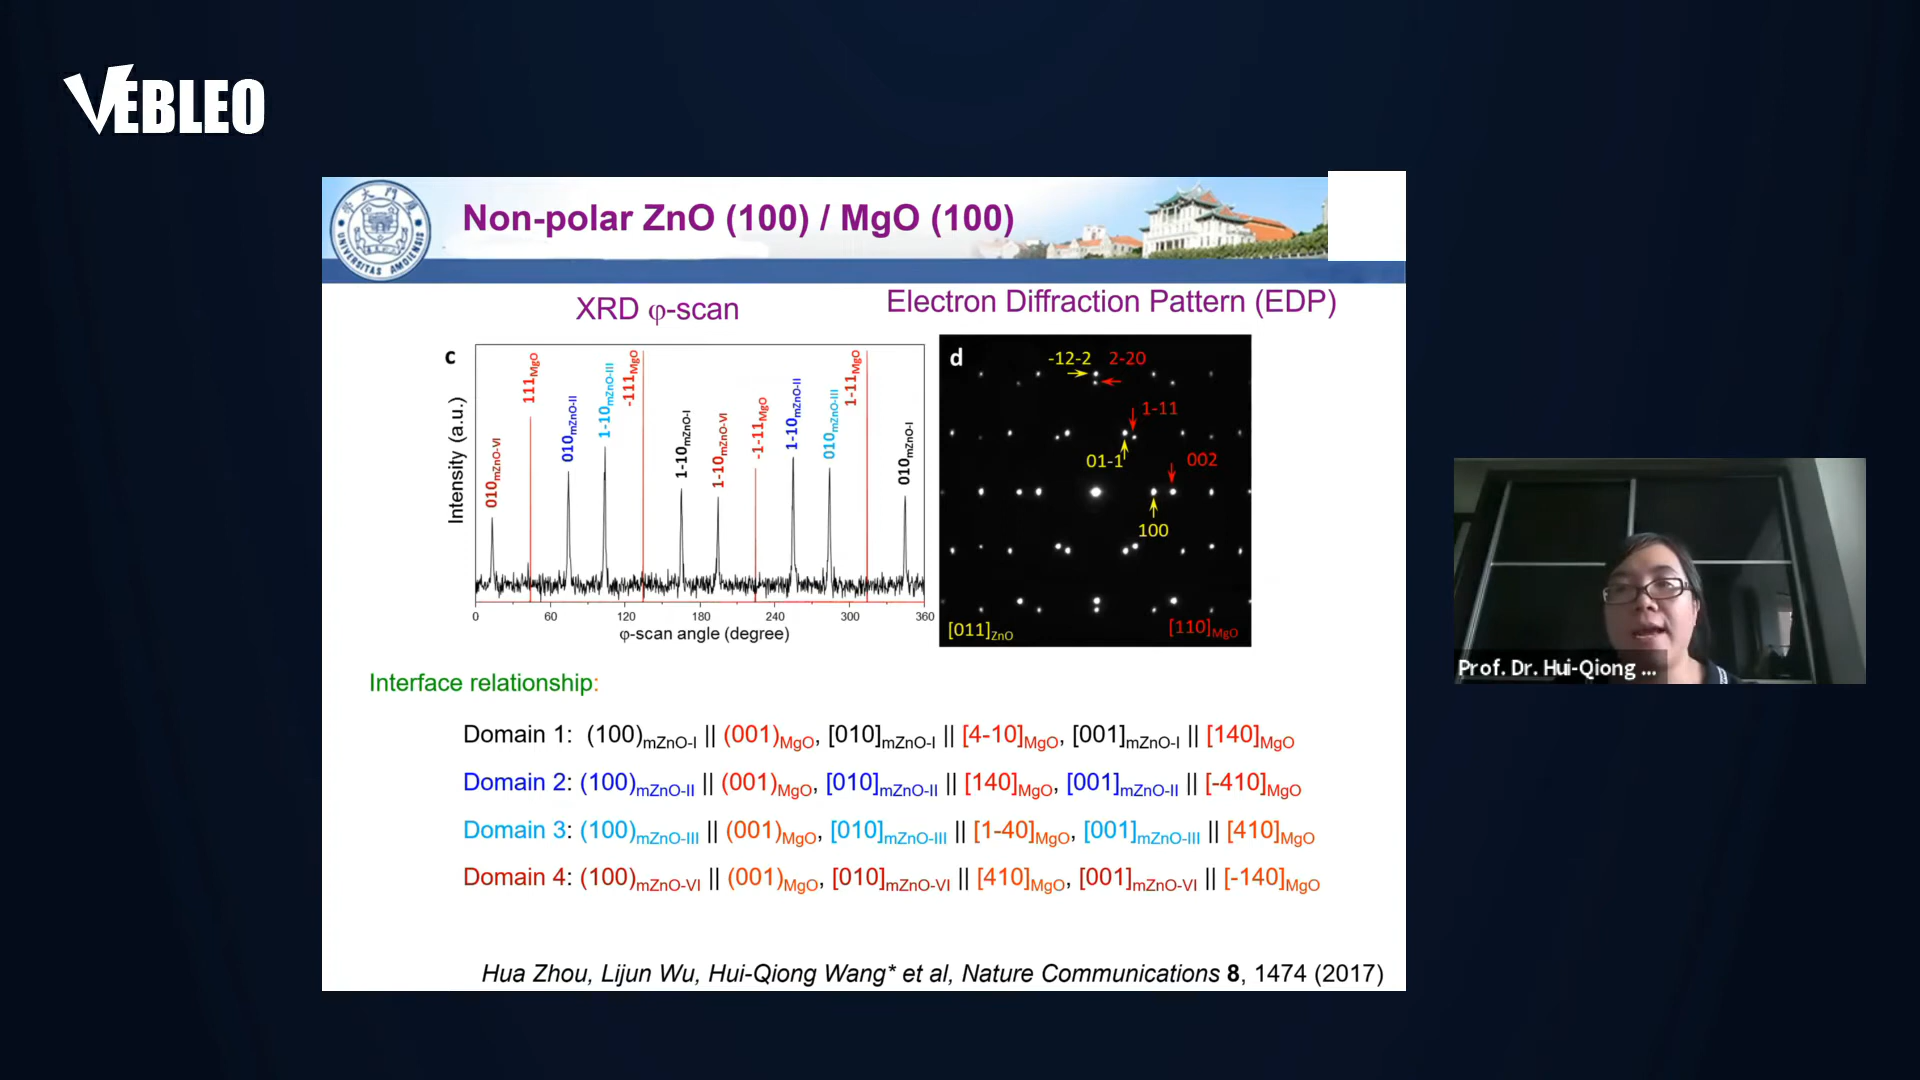 VEBLEO
UNIVERSITAS AMOIENSIS
Non-polar ZnO (100) / MgO (100)
XRD φ-scan
Electron Diffraction Pattern (EDP)
c
Intensity (a.u.)
010mZnO-VI
111MgO
010mZnO-II
1-10mZnO-III
-111MgO
1-10mZnO-I
1-10mZnO-VI
-1-11MgO
1-10mZnO-II
010mZnO-III
1-11MgO
010mZnO-I
0 60 120 180 240 300 360
φ-scan angle (degree)
d
-12-2 2-20
1-11
01-1
002
100
[011]ZnO [110]MgO
Interface relationship:
Domain 1: (100)mZnO-I || (001)MgO, [010]mZnO-I || [4-10]MgO, [001]mZnO-I || [140]MgO
Domain 2: (100)mZnO-II || (001)MgO, [010]mZnO-II || [140]MgO, [001]mZnO-II || [-410]MgO
Domain 3: (100)mZnO-III || (001)MgO, [010]mZnO-III || [1-40]MgO, [001]mZnO-III || [410]MgO
Domain 4: (100)mZnO-VI || (001)MgO, [010]mZnO-VI || [410]MgO, [001]mZnO-VI || [-140]MgO
Hua Zhou, Lijun Wu, Hui-Qiong Wang* et al, Nature Communications 8, 1474 (2017)
Prof. Dr. Hui-Qiong ...